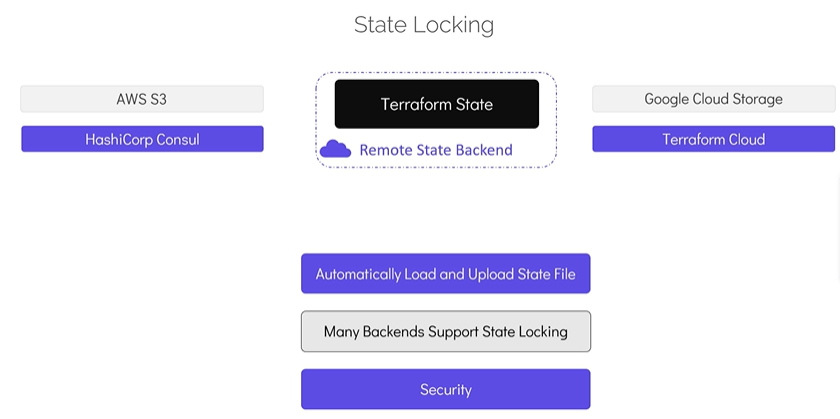 State Locking
AWS S3
HashiCorp Consul
Terraform State
Remote State Backend
Google Cloud Storage
Terraform Cloud
Automatically Load and Upload State File
Many Backends Support State Locking
Security